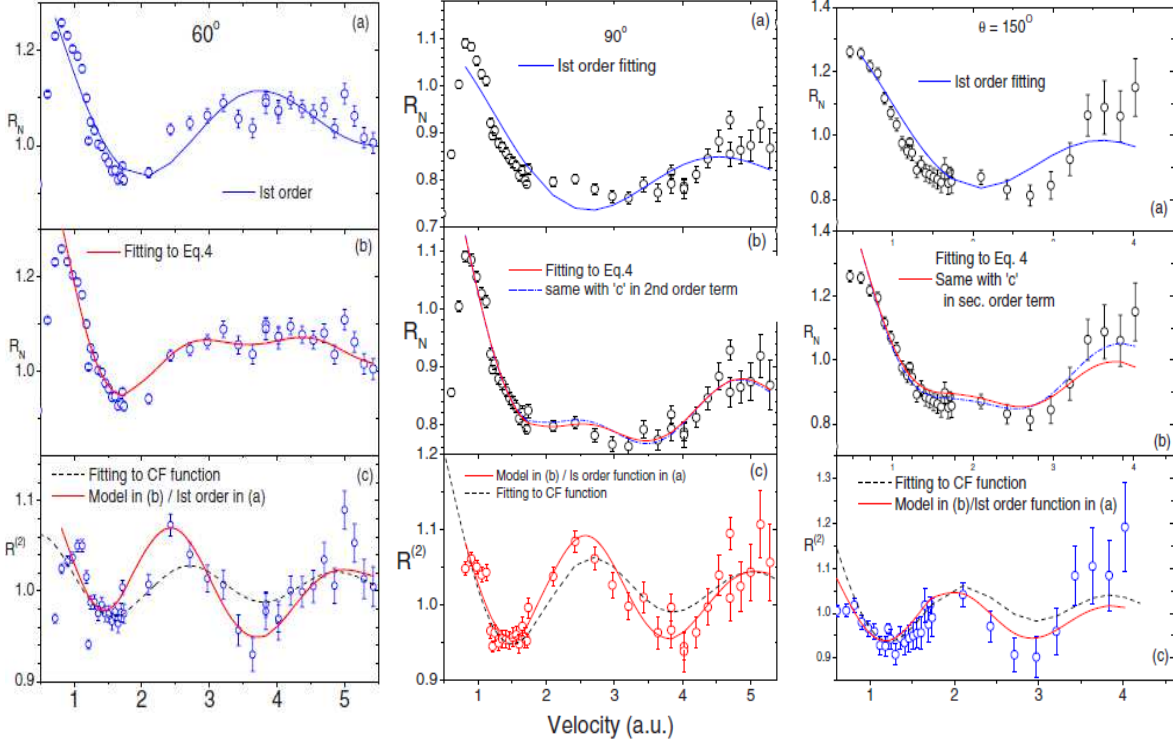 60°
(a)
1.2
1.0
R_N
Ist order
(b)
Fitting to Eq.4
1.2
1.0
R_N
1.2
(c)
Fitting to CF function
Model in (b) / Ist order in (a)
1.1
1.0
0.9
R^(2)
1 2 3 4 5
90°
(a)
1.1
1.0
0.9
0.8
0.7
R_N
Ist order fitting
(b)
Fitting to Eq.4
same with 'c' in 2nd order term
1.1
1.0
0.9
0.8
R_N
1.2
(c)
Model in (b) / Is order function in (a)
Fitting to CF function
1.1
1.0
0.9
R^(2)
1 2 3 4 5
Velocity (a.u.)
θ = 150°
1.4
1.2
1.0
0.8
R_N
Ist order fitting
(a)
1 2 3 4
Fitting to Eq. 4
Same with 'c'
in sec. order term
1.4
1.2
1.0
0.8
R_N
(b)
Fitting to CF function
Model in (b)/Ist order function in (a)
1.3
1.2
1.1
1.0
0.9
R^(2)
(c)
1 2 3 4